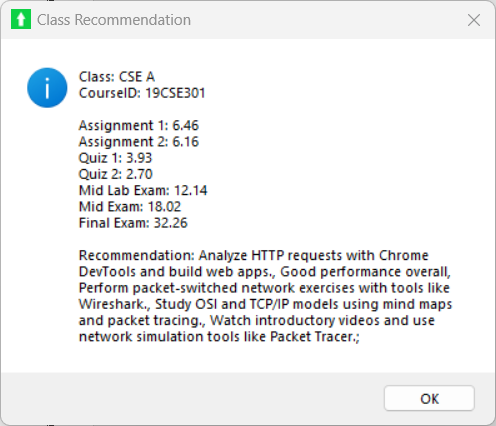 Class Recommendation
Class: CSE A
CourseID: 19CSE301
Assignment 1: 6.46
Assignment 2: 6.16
Quiz 1: 3.93
Quiz 2: 2.70
Mid Lab Exam: 12.14
Mid Exam: 18.02
Final Exam: 32.26
Recommendation: Analyze HTTP requests with Chrome
DevTools and build web apps., Good performance overall,
Perform packet-switched network exercises with tools like
Wireshark., Study OSI and TCP/IP models using mind maps
and packet tracing., Watch introductory videos and use
network simulation tools like Packet Tracer.;
OK